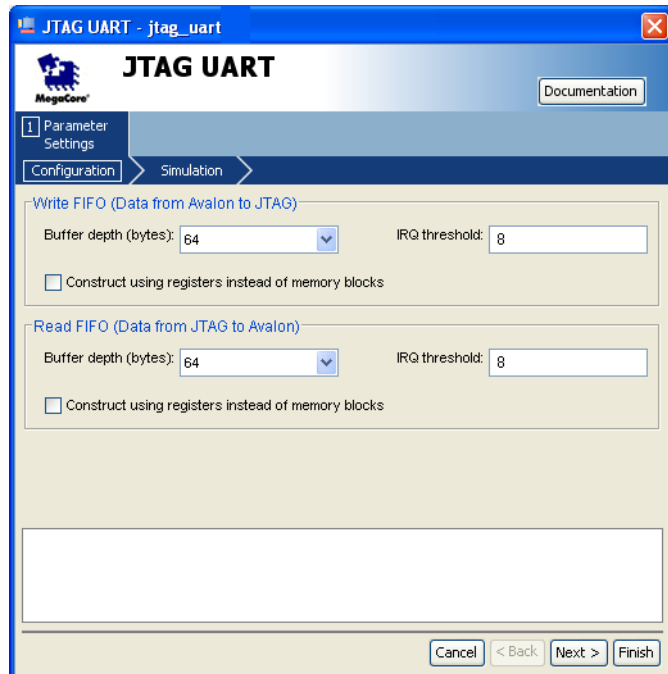 JTAG UART - jtag_uart
JTAG UART
MegaCore®
Documentation
1 Parameter
Settings
Configuration Simulation
Write FIFO (Data from Avalon to JTAG)
Buffer depth (bytes): 64 IRQ threshold: 8
Construct using registers instead of memory blocks
Read FIFO (Data from JTAG to Avalon)
Buffer depth (bytes): 64 IRQ threshold: 8
Construct using registers instead of memory blocks
Cancel < Back Next > Finish